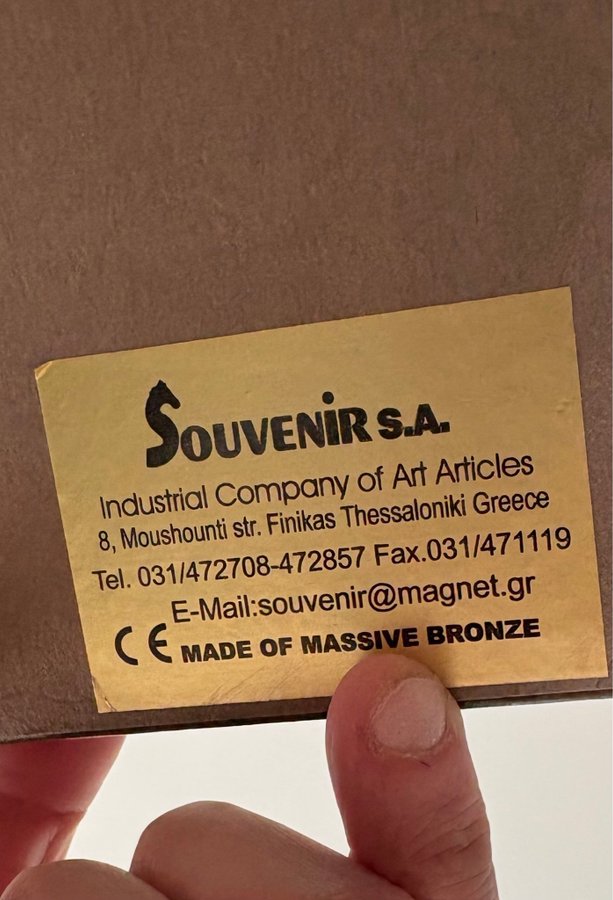 SOUVENIR S.A.
Industrial Company of Art Articles
8, Moushounti str. Finikas Thessaloniki Greece
Tel. 031/472708-472857 Fax.031/471119
E-Mail:souvenir@magnet.gr
CE MADE OF MASSIVE BRONZE